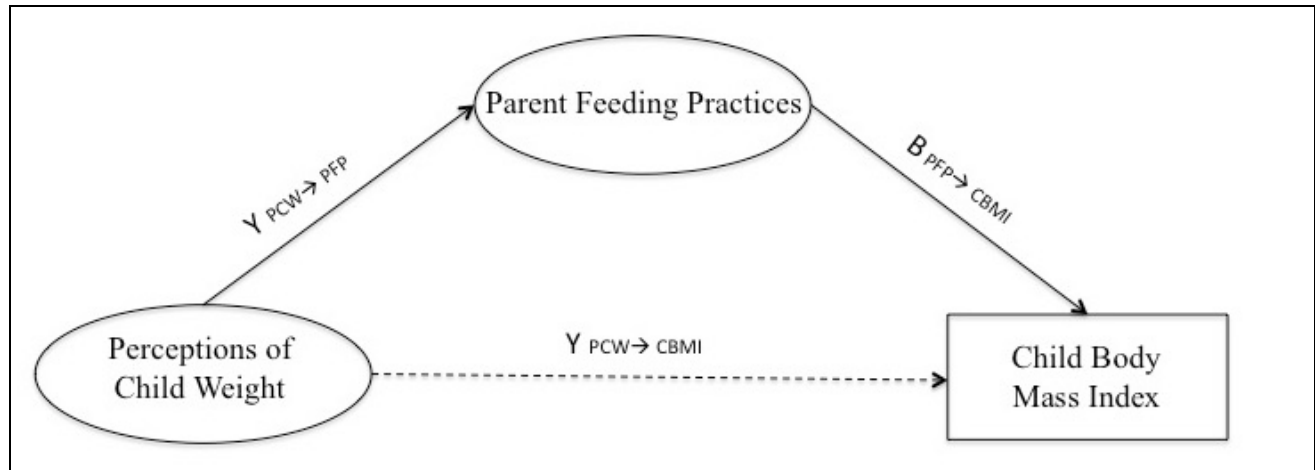 Parent Feeding Practices
Υ PCW→ PFP
Β PFP→ CBMI
Perceptions of
Child Weight
Υ PCW→ CBMI
Child Body
Mass Index